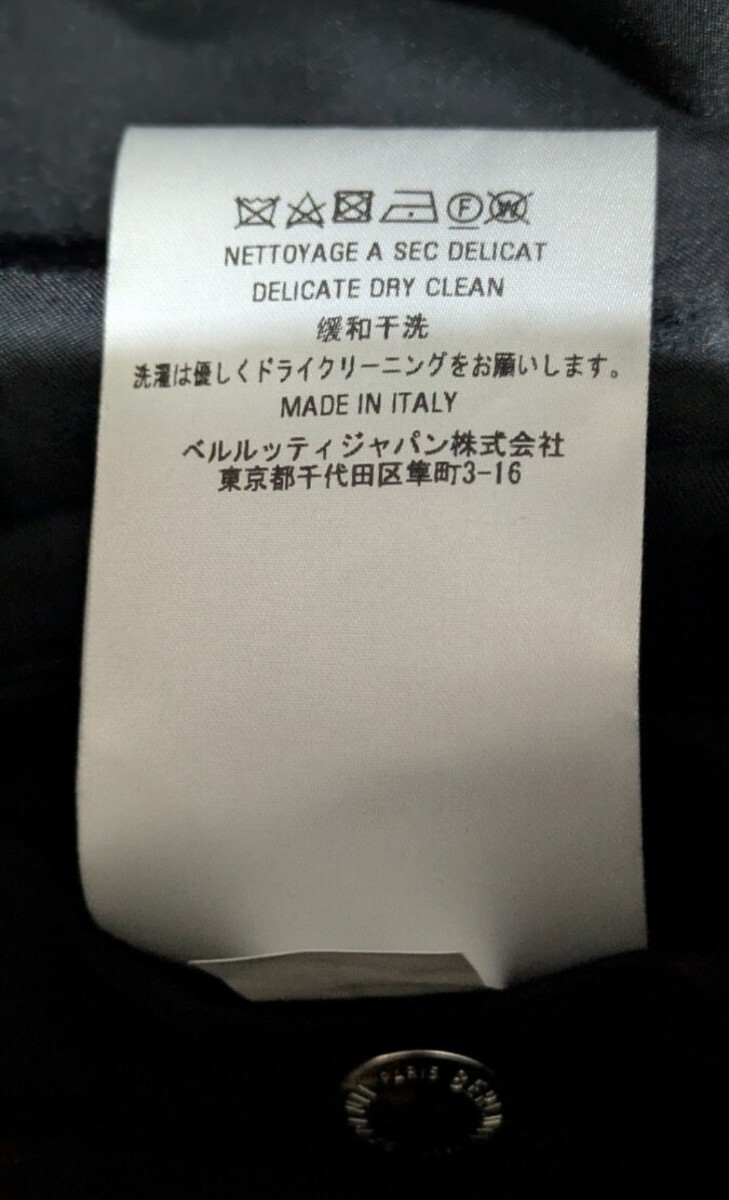 F W
NETTOYAGE A SEC DELICAT
DELICATE DRY CLEAN
缓和干洗
洗濯は優しくドライクリーニングをお願いします。
MADE IN ITALY
ベルルッティジャパン株式会社
東京都千代田区隼町3-16
PARIS